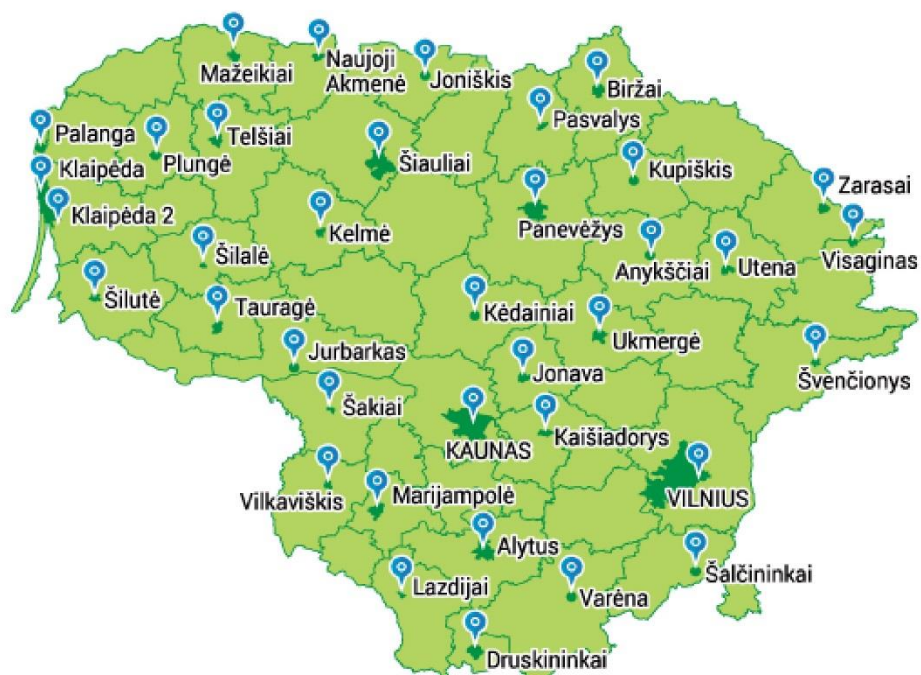 Mažeikiai
Naujoji
Akmenė
Joniškis
Biržai
Pasvalys
Palanga
Plungė
Telšiai
Šiauliai
Kupiškis
Klaipėda
Klaipėda 2
Zarasai
Kelmė
Panevėžys
Visaginas
Šilalė
Anykščiai
Utena
Šilutė
Tauragė
Kėdainiai
Ukmergė
Jurbarkas
Jonava
Švenčionys
Šakiai
KAUNAS
Kaišiadorys
Vilkaviškis
Marijampolė
VILNIUS
Alytus
Šalčininkai
Lazdijai
Varėna
Druskininkai